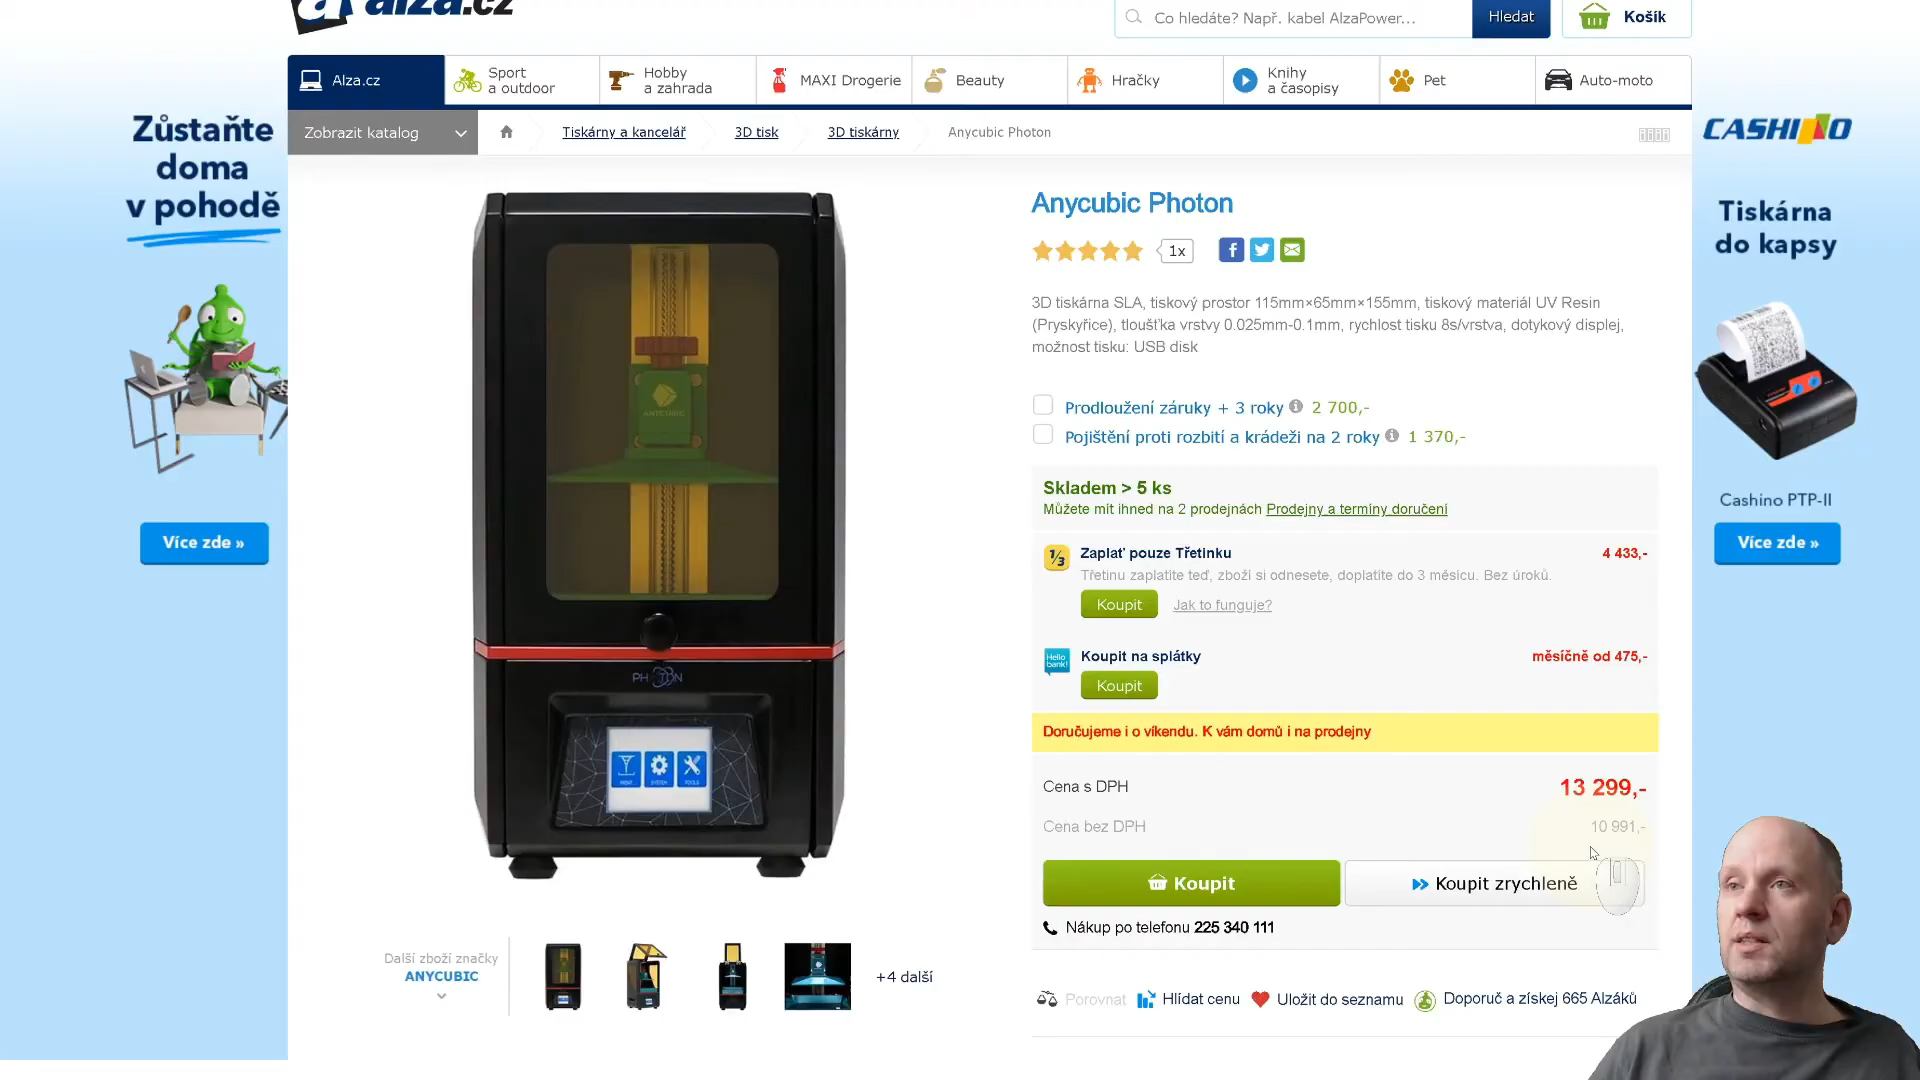 alza.cz
Co hledáte? Např. kabel AlzaPower...
Hledat
Košík
Alza.cz
Sport
a outdoor
Hobby
a zahrada
MAXI Drogerie
Beauty
Hračky
Knihy
a časopisy
Pet
Auto-moto
Zobrazit katalog
Tiskárny a kancelář
3D tisk
3D tiskárny
Anycubic Photon
Zůstaňte
doma
v pohodě
Více zde »
CASHINO
Tiskárna
do kapsy
Cashino PTP-II
Více zde »
PHOTON
PRINT
SYSTEM
TOOLS
Anycubic Photon
1x
3D tiskárna SLA, tiskový prostor 115mm×65mm×155mm, tiskový materiál UV Resin
(Pryskyřice), tloušťka vrstvy 0.025mm-0.1mm, rychlost tisku 8s/vrstva, dotykový displej,
možnost tisku: USB disk
Prodloužení záruky + 3 roky 2 700,-
Pojištění proti rozbití a krádeži na 2 roky 1 370,-
Skladem > 5 ks
Můžete mít ihned na 2 prodejnách Prodejny a termíny doručení
1/3
Zaplať pouze Třetinku 4 433,-
Třetinu zaplatíte teď, zboží si odnesete, doplatíte do 3 měsícu. Bez úroků.
Koupit Jak to funguje?
Hello
bank!
Koupit na splátky měsíčně od 475,-
Koupit
Doručujeme i o víkendu. K vám domů i na prodejny
Cena s DPH 13 299,-
Cena bez DPH 10 991,-
Koupit
Koupit zrychleně
Nákup po telefonu 225 340 111
Další zboží značky
ANYCUBIC
+4 další
Porovnat
Hlídat cenu
Uložit do seznamu
Doporuč a získej 665 Alzáků